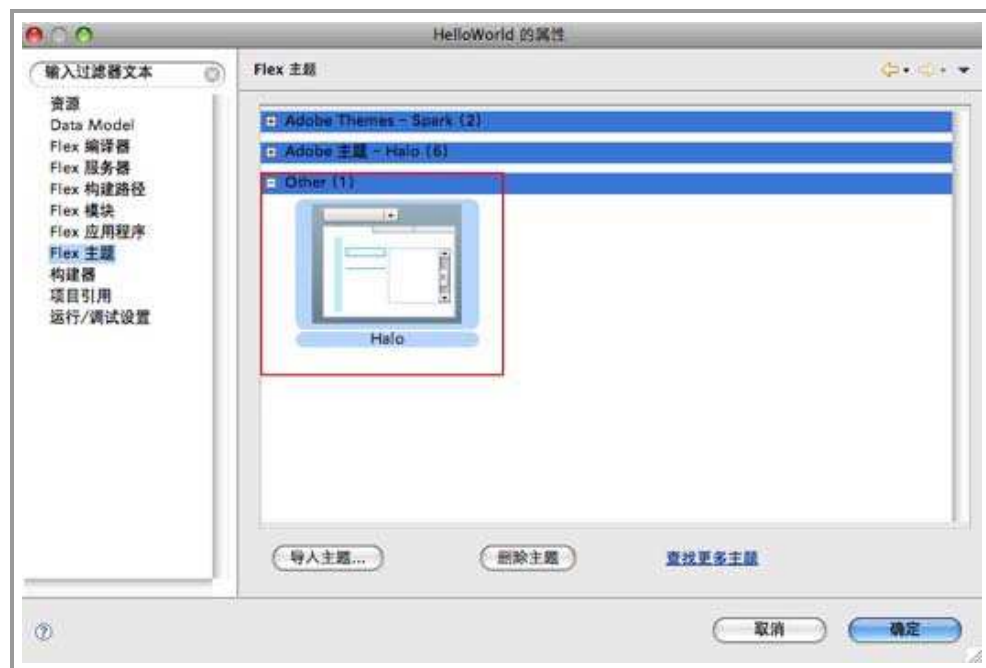 HelloWorld 的属性
输入过滤器文本
资源
Data Model
Flex 编译器
Flex 服务器
Flex 构建路径
Flex 模块
Flex 应用程序
Flex 主题
构建器
项目引用
运行/调试设置
Flex 主题
Adobe Themes - Spark (2)
Adobe 主题 - Halo (6)
Other (1)
Halo
导入主题...
删除主题
查找更多主题
取消
确定